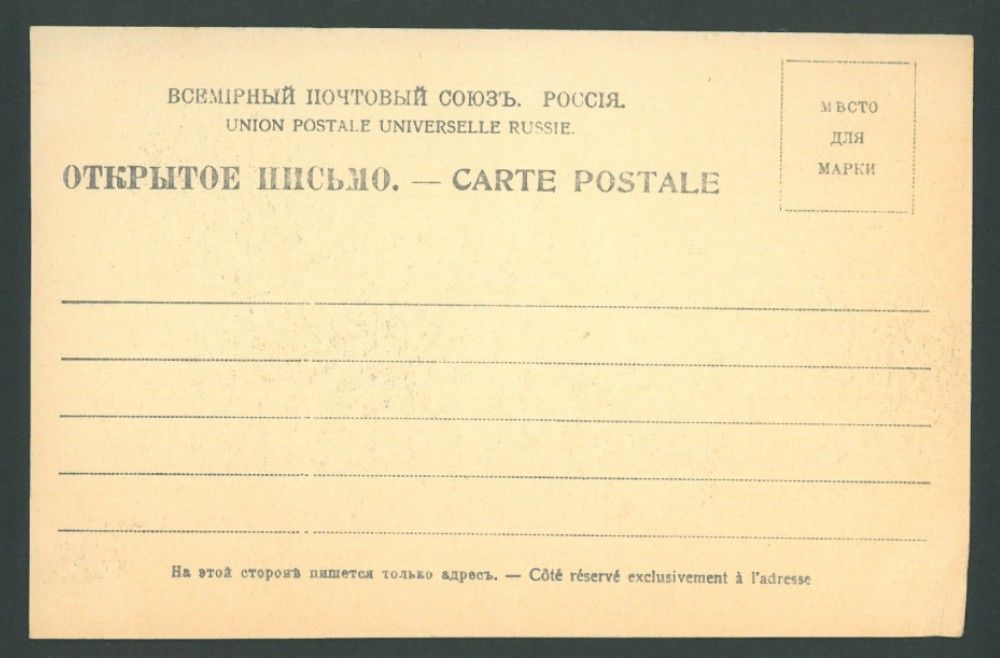 ВСЕМІРНЫЙ ПОЧТОВЫЙ СОЮЗЪ. РОССІЯ.
UNION POSTALE UNIVERSELLE RUSSIE.
ОТКРЫТОЕ ПИСЬМО. — CARTE POSTALE
МѢСТО
ДЛЯ
МАРКИ
На этой сторонѣ пишется только адресъ. — Côté réservé exclusivement à l'adresse